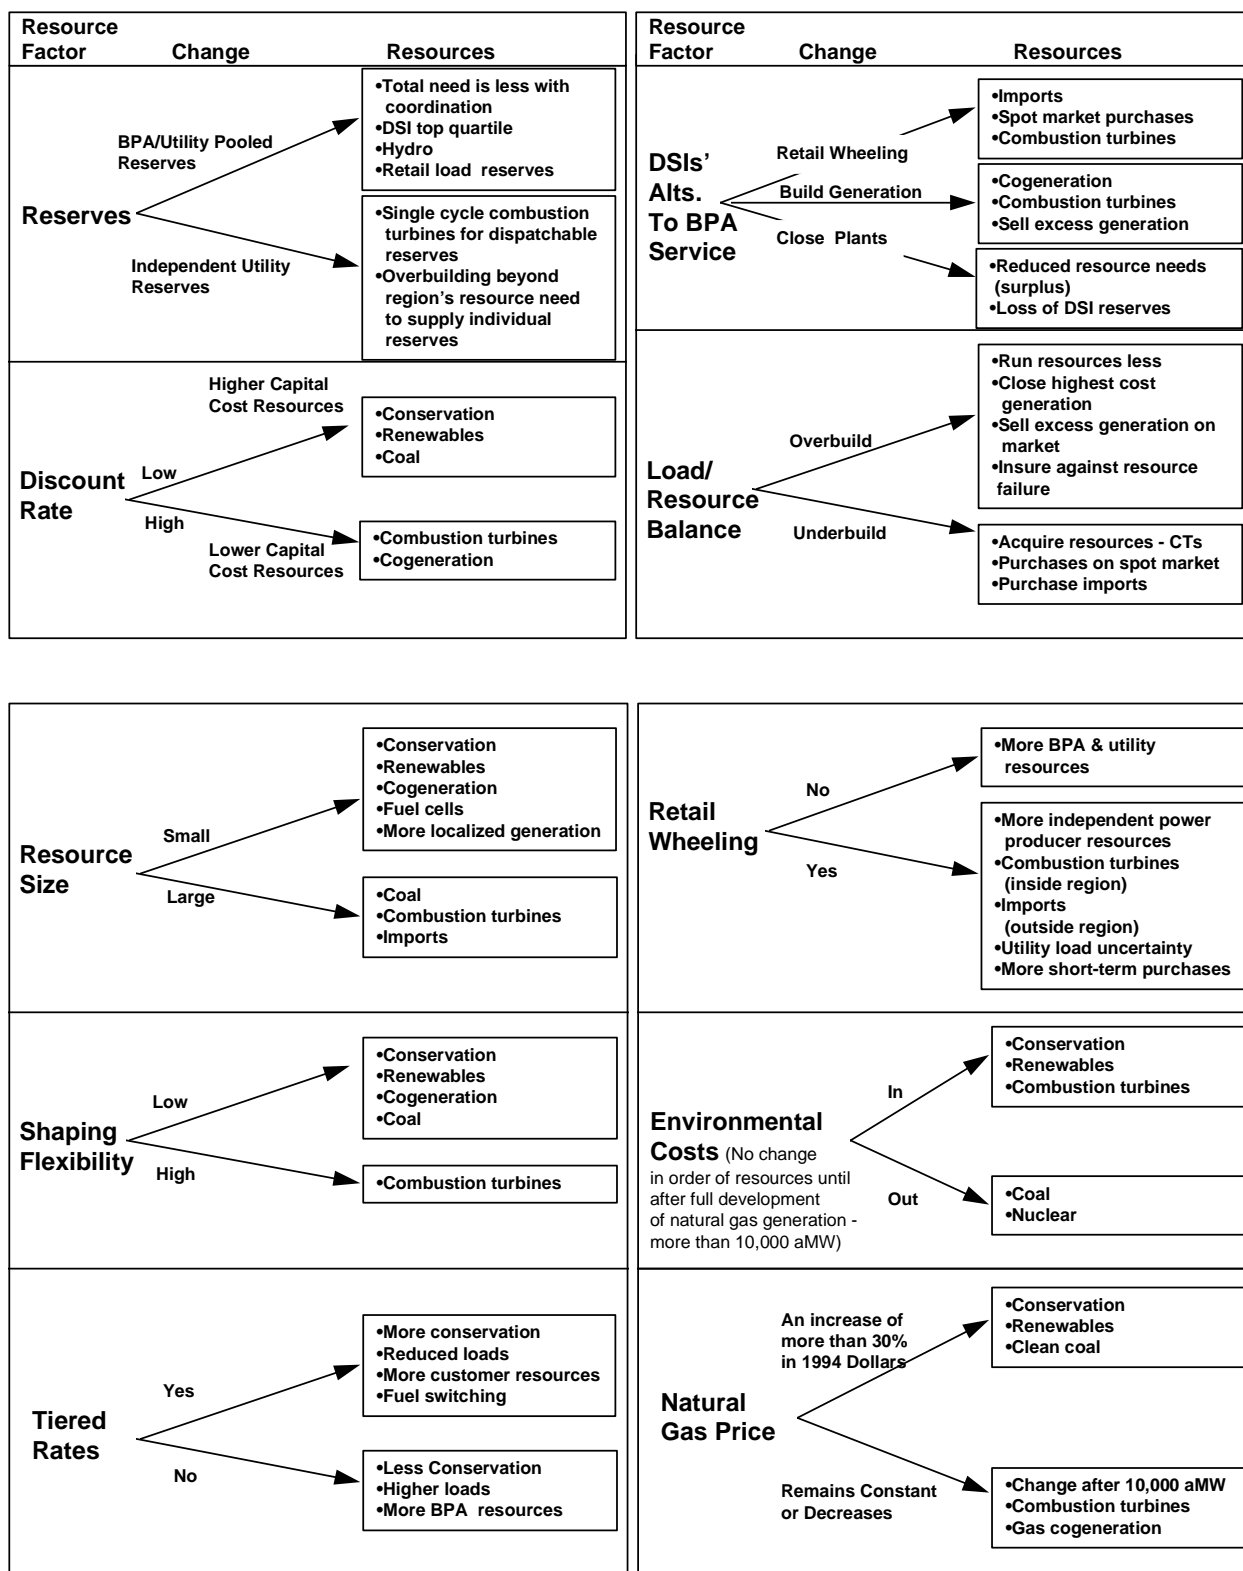 Resource
Factor Change Resources
BPA/Utility Pooled
Reserves
Reserves
Independent Utility
Reserves
•Total need is less with
coordination
•DSI top quartile
•Hydro
•Retail load reserves
•Single cycle combustion
turbines for dispatchable
reserves
•Overbuilding beyond
region's resource need
to supply individual
reserves
Higher Capital
Cost Resources
Low
Discount
Rate
High
Lower Capital
Cost Resources
•Conservation
•Renewables
•Coal
•Combustion turbines
•Cogeneration
Resource
Factor Change Resources
DSIs'
Alts.
To BPA
Service
Retail Wheeling
Build Generation
Close Plants
•Imports
•Spot market purchases
•Combustion turbines
•Cogeneration
•Combustion turbines
•Sell excess generation
•Reduced resource needs
(surplus)
•Loss of DSI reserves
Load/
Resource
Balance
Overbuild
Underbuild
•Run resources less
•Close highest cost
generation
•Sell excess generation on
market
•Insure against resource
failure
•Acquire resources - CTs
•Purchases on spot market
•Purchase imports
Resource
Size
Small
Large
•Conservation
•Renewables
•Cogeneration
•Fuel cells
•More localized generation
•Coal
•Combustion turbines
•Imports
Shaping
Flexibility
Low
High
•Conservation
•Renewables
•Cogeneration
•Coal
•Combustion turbines
Tiered
Rates
Yes
No
•More conservation
•Reduced loads
•More customer resources
•Fuel switching
•Less Conservation
•Higher loads
•More BPA resources
Retail
Wheeling
No
Yes
•More BPA & utility
resources
•More independent power
producer resources
•Combustion turbines
(inside region)
•Imports
(outside region)
•Utility load uncertainty
•More short-term purchases
Environmental
Costs (No change
in order of resources until
after full development
of natural gas generation -
more than 10,000 aMW)
In
Out
•Conservation
•Renewables
•Combustion turbines
•Coal
•Nuclear
Natural
Gas Price
An increase of
more than 30%
in 1994 Dollars
Remains Constant
or Decreases
•Conservation
•Renewables
•Clean coal
•Change after 10,000 aMW
•Combustion turbines
•Gas cogeneration